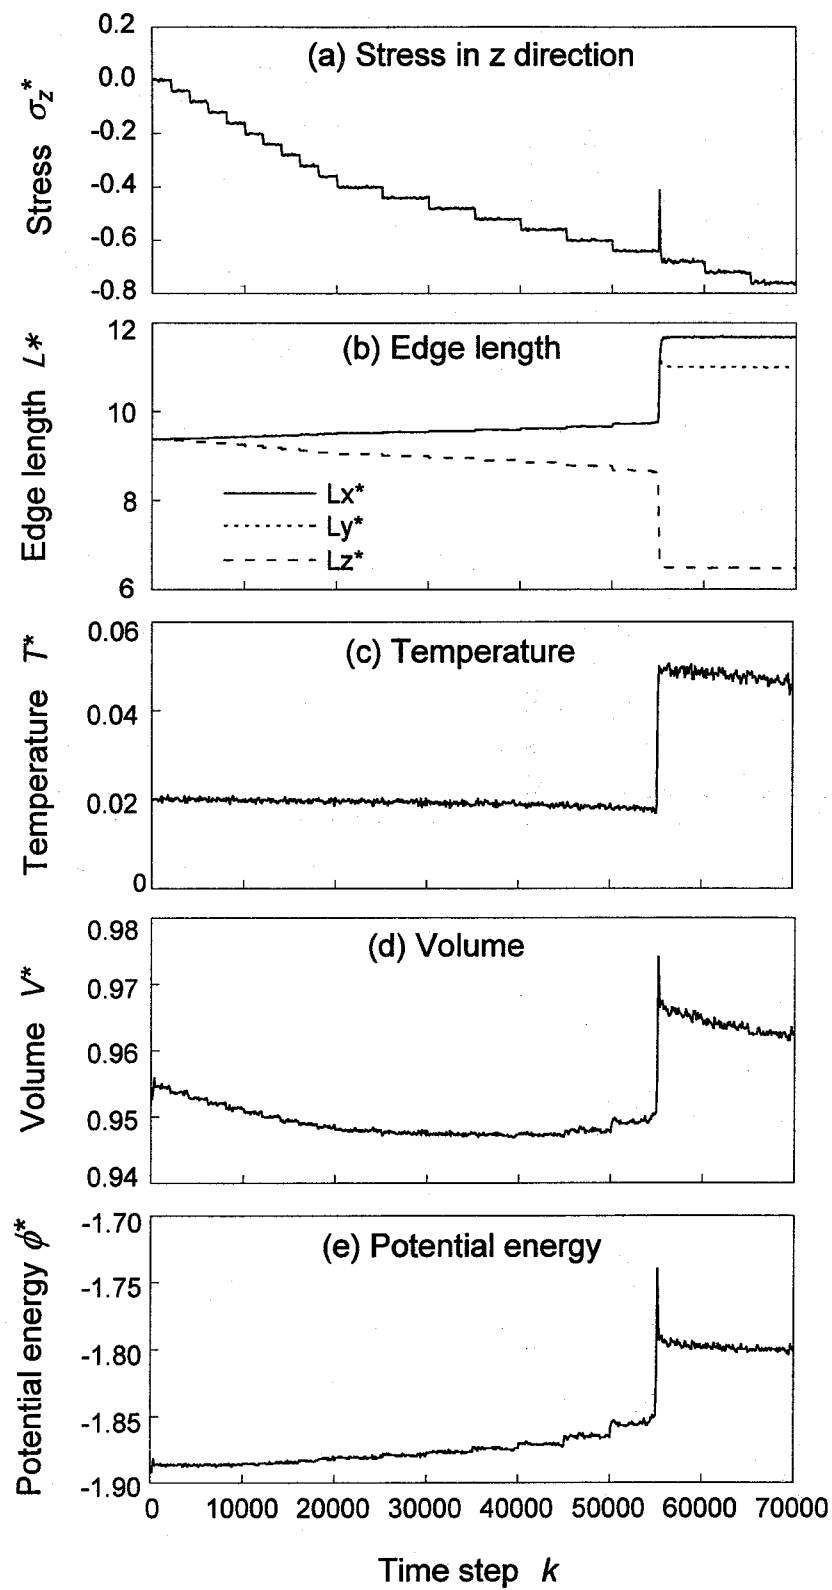 (a) Stress in z direction
Stress σz*
0.2
0.0
-0.2
-0.4
-0.6
-0.8
(b) Edge length
Edge length L*
12
10
8
6
Lx*
Ly*
Lz*
(c) Temperature
Temperature T*
0.06
0.04
0.02
0
(d) Volume
Volume V*
0.98
0.97
0.96
0.95
0.94
(e) Potential energy
Potential energy ϕ*
-1.70
-1.75
-1.80
-1.85
-1.90
0 10000 20000 30000 40000 50000 60000 70000
Time step k